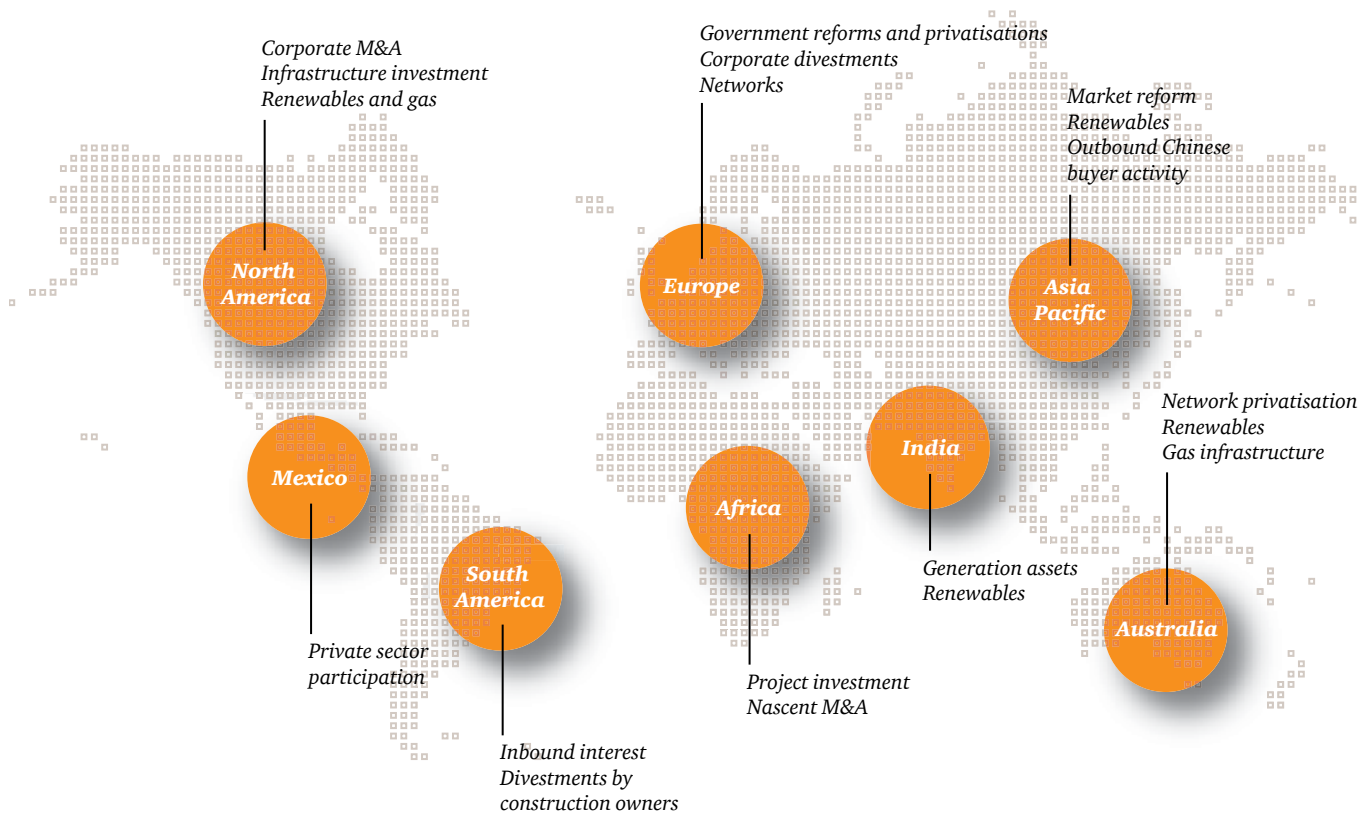 Corporate M&A
Infrastructure investment
Renewables and gas
North
America
Government reforms and privatisations
Corporate divestments
Networks
Europe
Market reform
Renewables
Outbound Chinese
buyer activity
Asia
Pacific
Mexico
Private sector
participation
South
America
Inbound interest
Divestments by
construction owners
Africa
Project investment
Nascent M&A
India
Generation assets
Renewables
Network privatisation
Renewables
Gas infrastructure
Australia